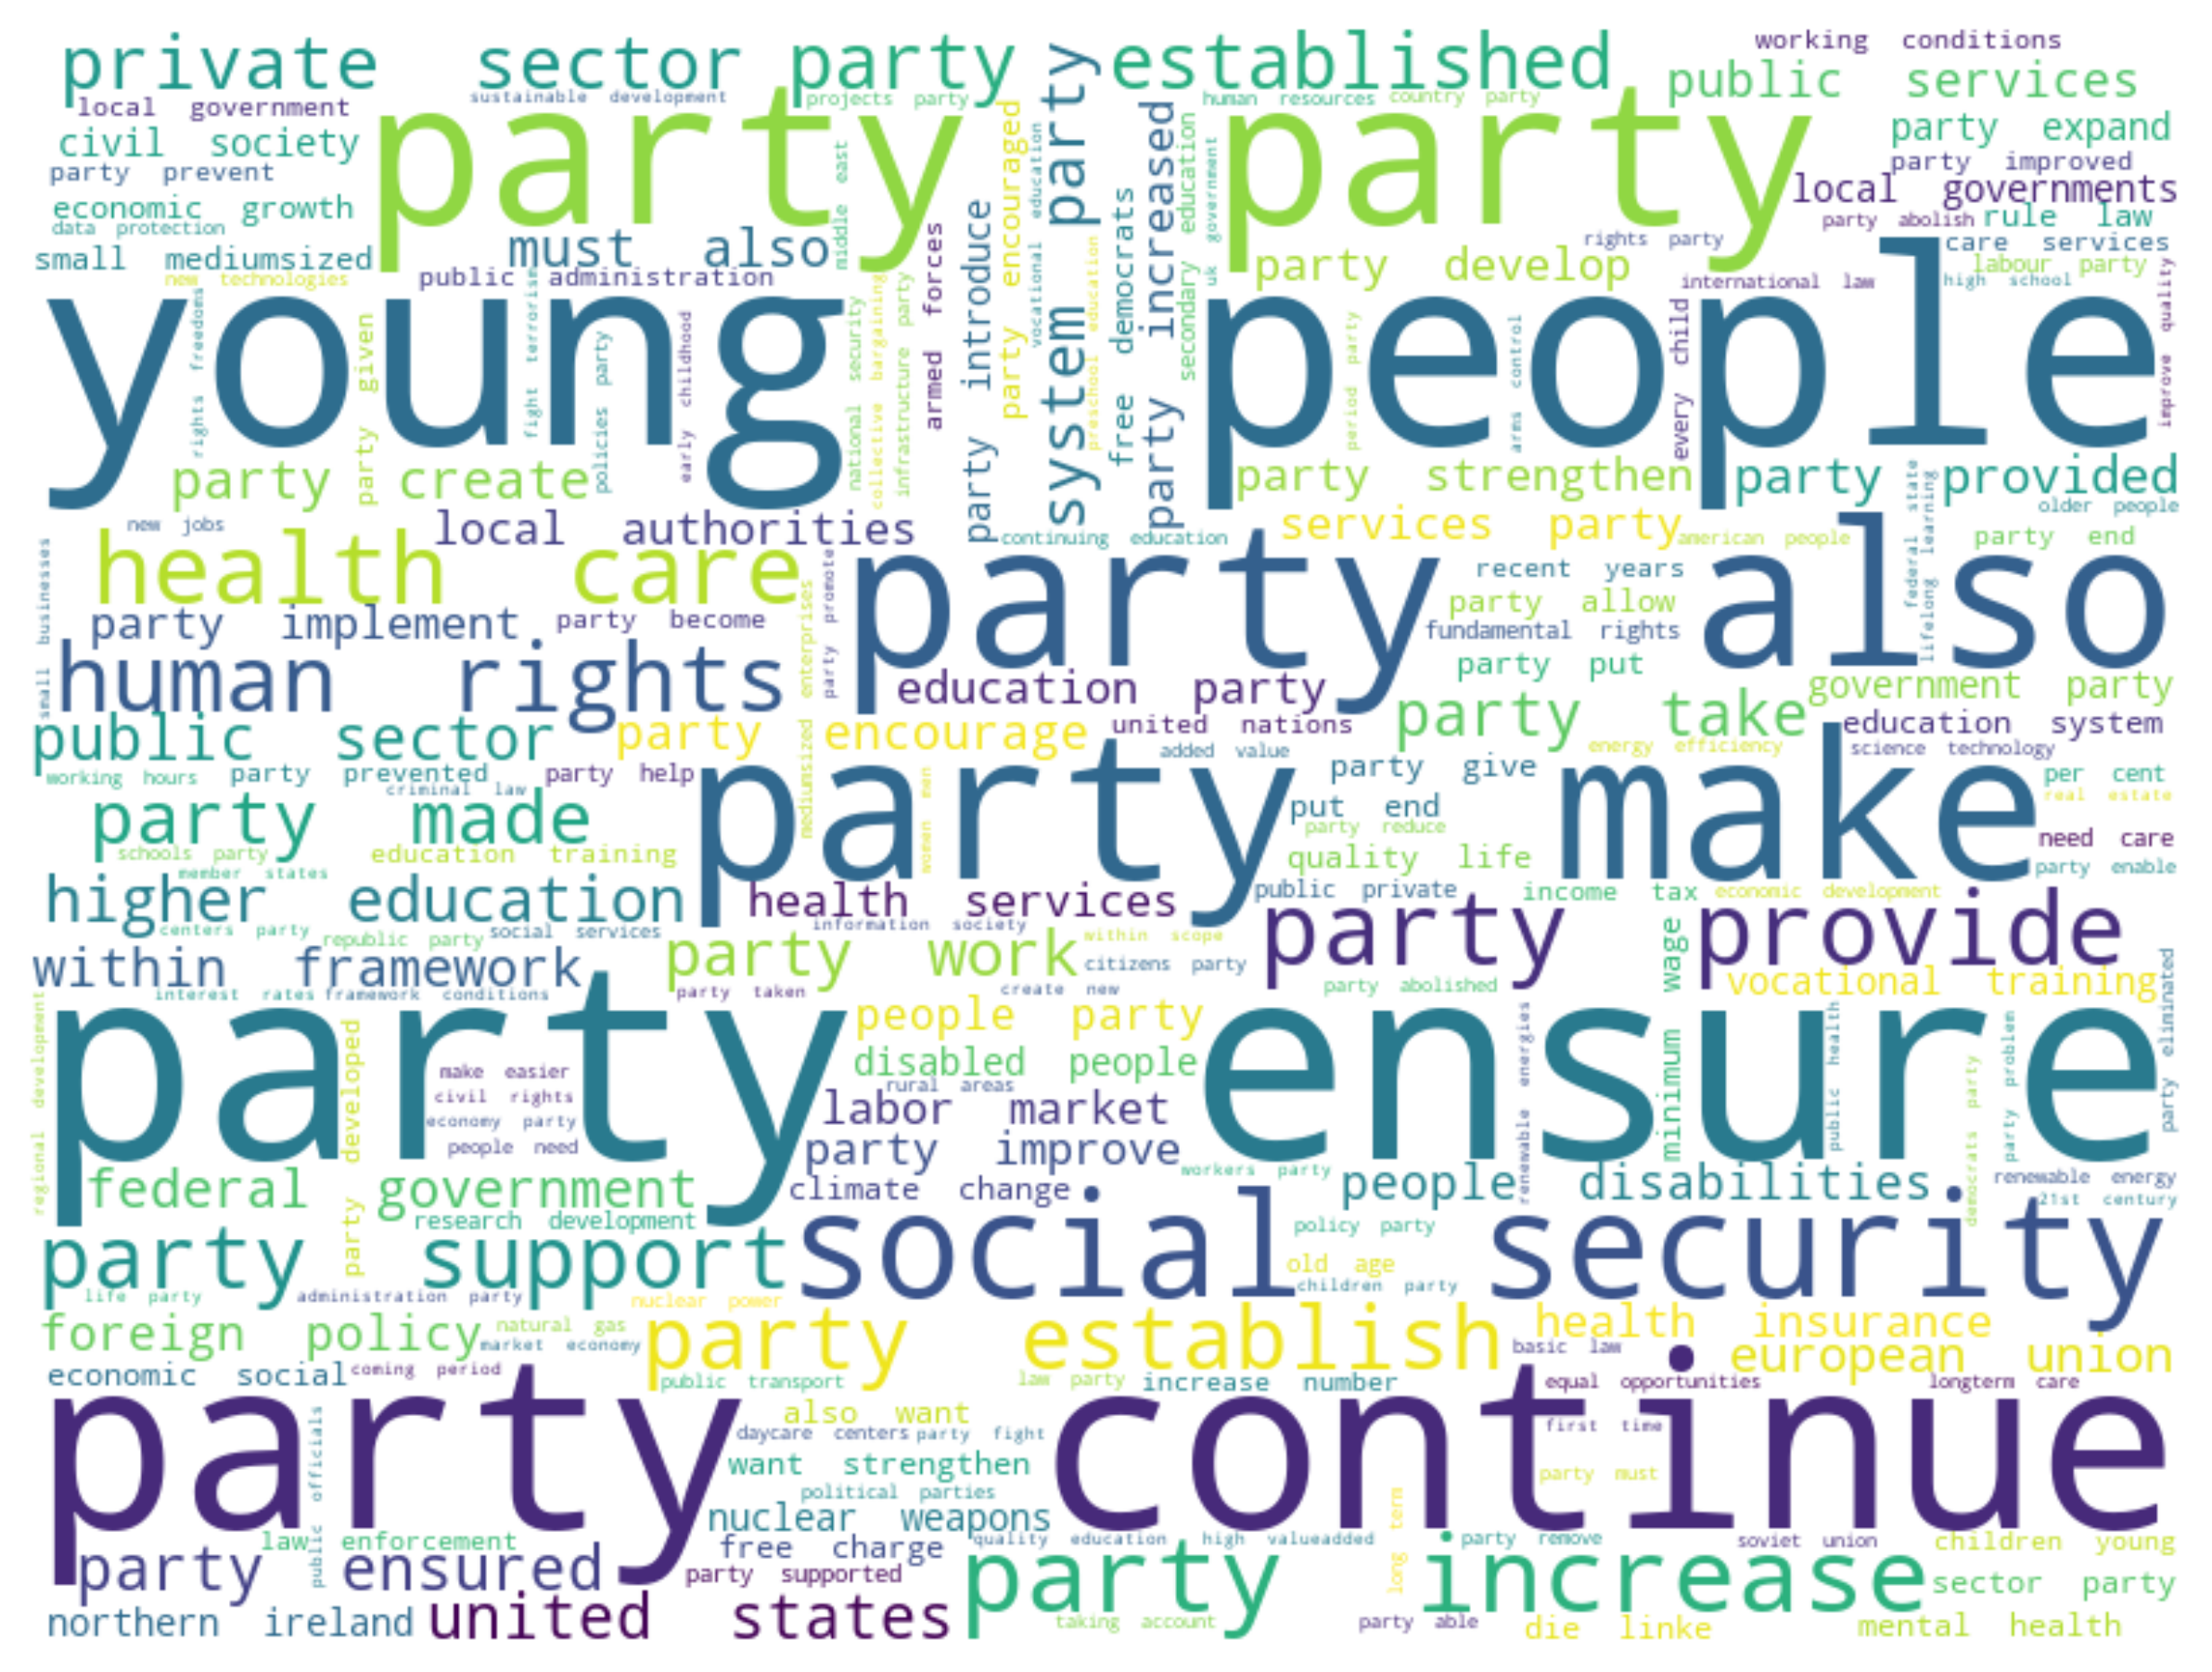 private sector
party
established
working conditions
public services
local government
sustainable development
projects party
human resources
country party
civil society
party
party
party expand
party prevent
party improved
economic growth
local governments
data protection
party abolish
rule law
small mediumsized
must also
rights party
care services
new technologies
public administration
party develop
international law
labour party
high school
middle east
armed forces
party introduce
party encouraged
vocational education
system party
preschool education
free democrats
party increased
secondary education
uk government
young people
rights freedoms
party given
fight terrorism
policies party
early childhood
national security
collective bargaining
infrastructure party
period party
arms control
every child
improve quality
party create
party strengthen
party provided
new jobs
local authorities
services party
older people
continuing education
american people
party end
health care
party also
recent years
party allow
federal state
lifelong learning
small businesses
party implement
party become
mediumsized enterprises
party promote
fundamental rights
human rights
party put
education party
government party
public sector
party encourage
united nations
party take
education system
added value
energy efficiency
science technology
working hours
party prevented
party help
party make
party give
per cent
criminal law
real estate
party made
women men
put end
party reduce
need care
schools party
education training
quality life
party enable
member states
higher education
health services
public private
income tax
economic development
centers party
republic party
social services
information society
party provide
within framework
party work
within scope
citizens party
minimum wage
vocational training
interest rates
framework conditions
party taken
create new
party abolished
regional development
party ensure
party developed
people party
renewable energies
public health
party problem
party eliminated
make easier
disabled people
civil rights
rural areas
economy party
labor market
people need
party improve
workers party
democrats party
federal government
climate change
people disabilities
renewable energy
21st century
research development
social security
policy party
party support
old age
children party
life party
administration party
nuclear power
foreign policy
natural gas
market economy
party establish
health insurance
basic law
european union
economic social
coming period
public transport
law party
increase number
equal opportunities
longterm care
party continue
public officials
also want
daycare centers
party fight
first time
want strengthen
party must
political parties
long term
nuclear weapons
law enforcement
free charge
quality education
high valueadded
party remove
soviet union
children young
party ensured
party supported
party increase
sector party
northern ireland
united states
taking account
party able
die linke
mental health